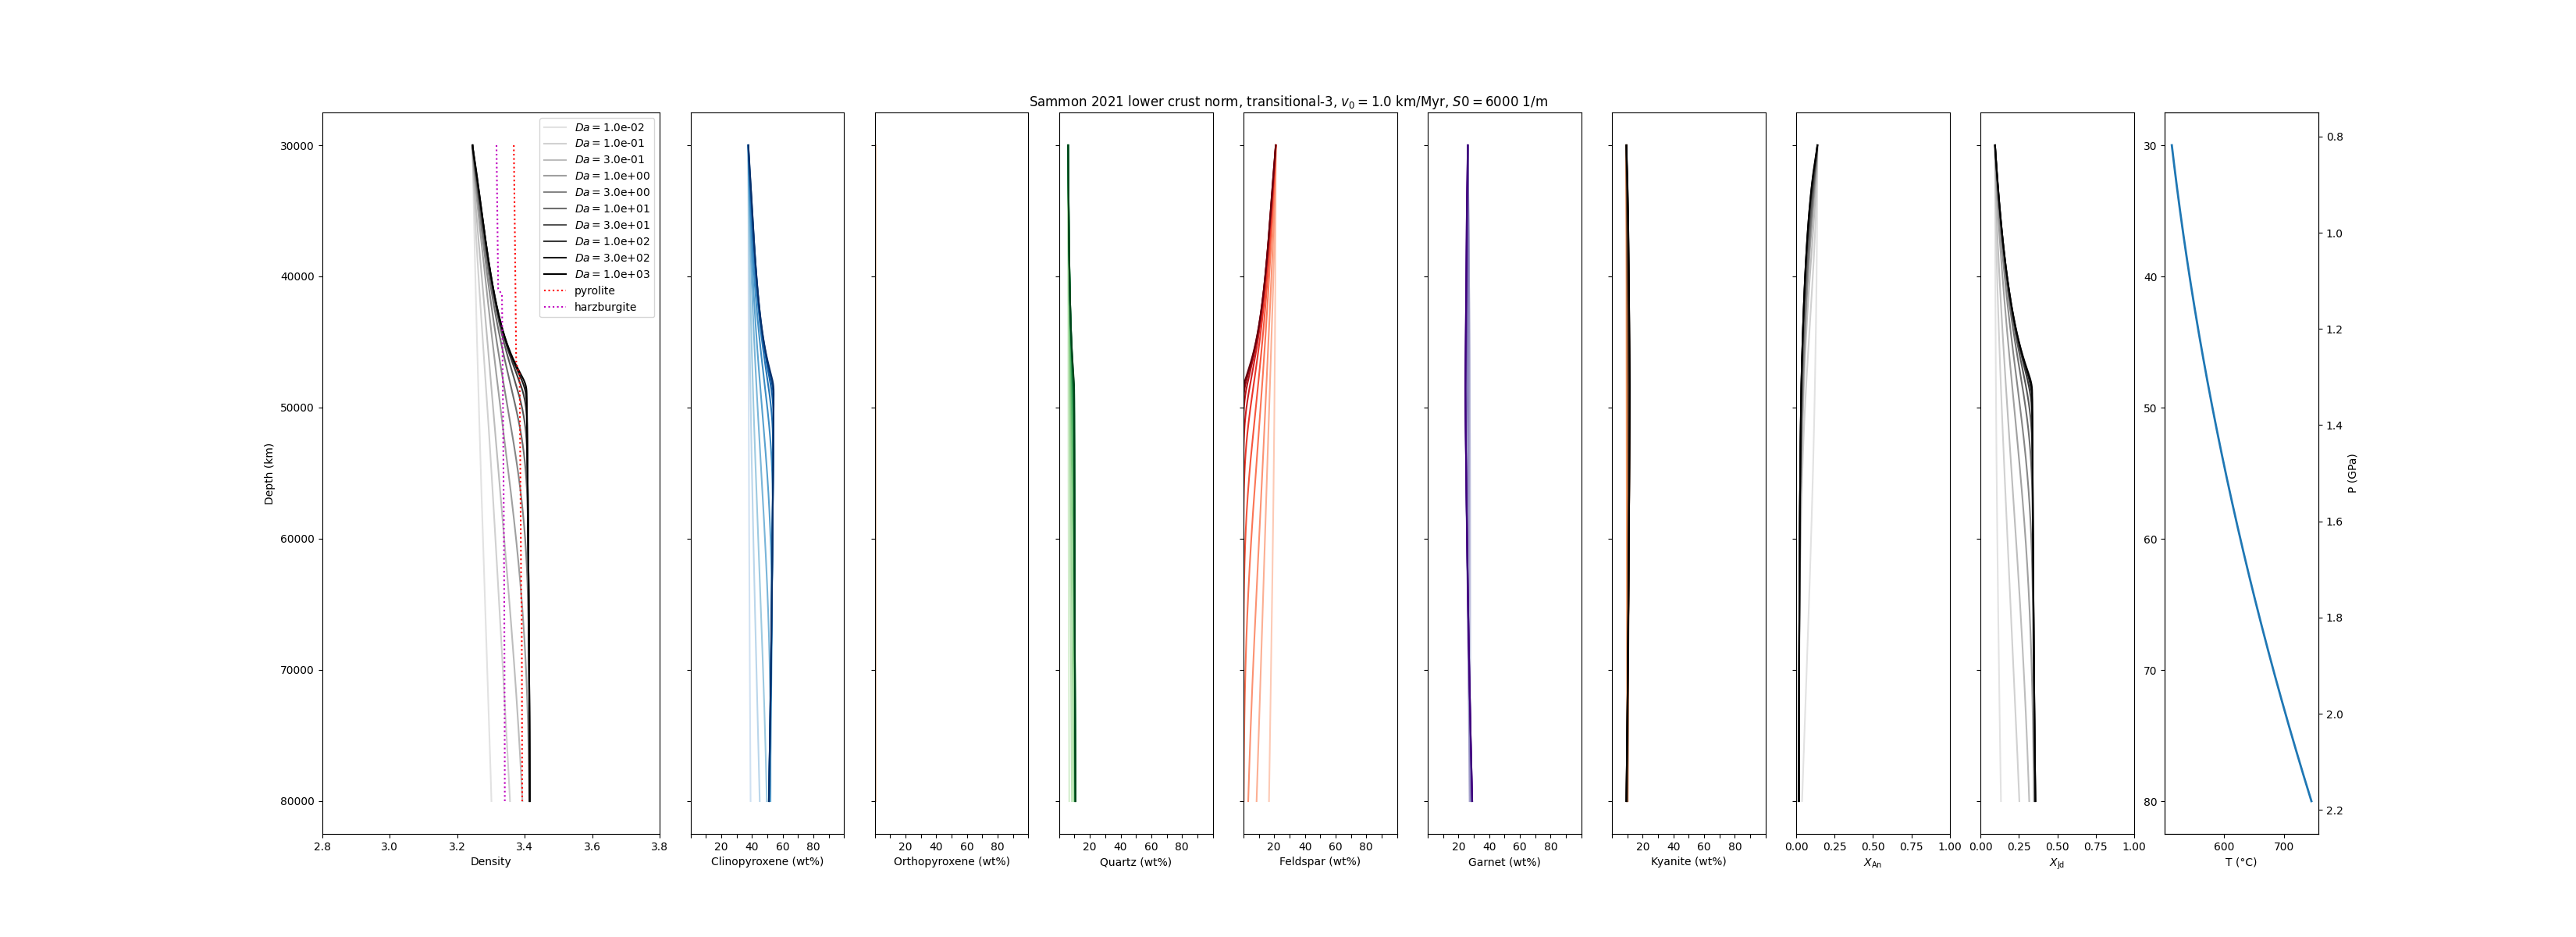 Sammon 2021 lower crust norm, transitional-3, v₀ = 1.0 km/Myr, S0 = 6000 1/m
Da = 1.0e-02
Da = 1.0e-01
Da = 3.0e-01
Da = 1.0e+00
Da = 3.0e+00
Da = 1.0e+01
Da = 3.0e+01
Da = 1.0e+02
Da = 3.0e+02
Da = 1.0e+03
pyrolite
harzburgite
Depth (km)
30000
40000
50000
60000
70000
80000
2.8 3.0 3.2 3.4 3.6 3.8
Density
20 40 60 80
Clinopyroxene (wt%)
20 40 60 80
Orthopyroxene (wt%)
20 40 60 80
Quartz (wt%)
20 40 60 80
Feldspar (wt%)
20 40 60 80
Garnet (wt%)
20 40 60 80
Kyanite (wt%)
0.00 0.25 0.50 0.75 1.00
X_An
0.00 0.25 0.50 0.75 1.00
X_Jd
30
40
50
60
70
80
600 700
T (°C)
0.8
1.0
1.2
1.4
1.6
1.8
2.0
2.2
P (GPa)